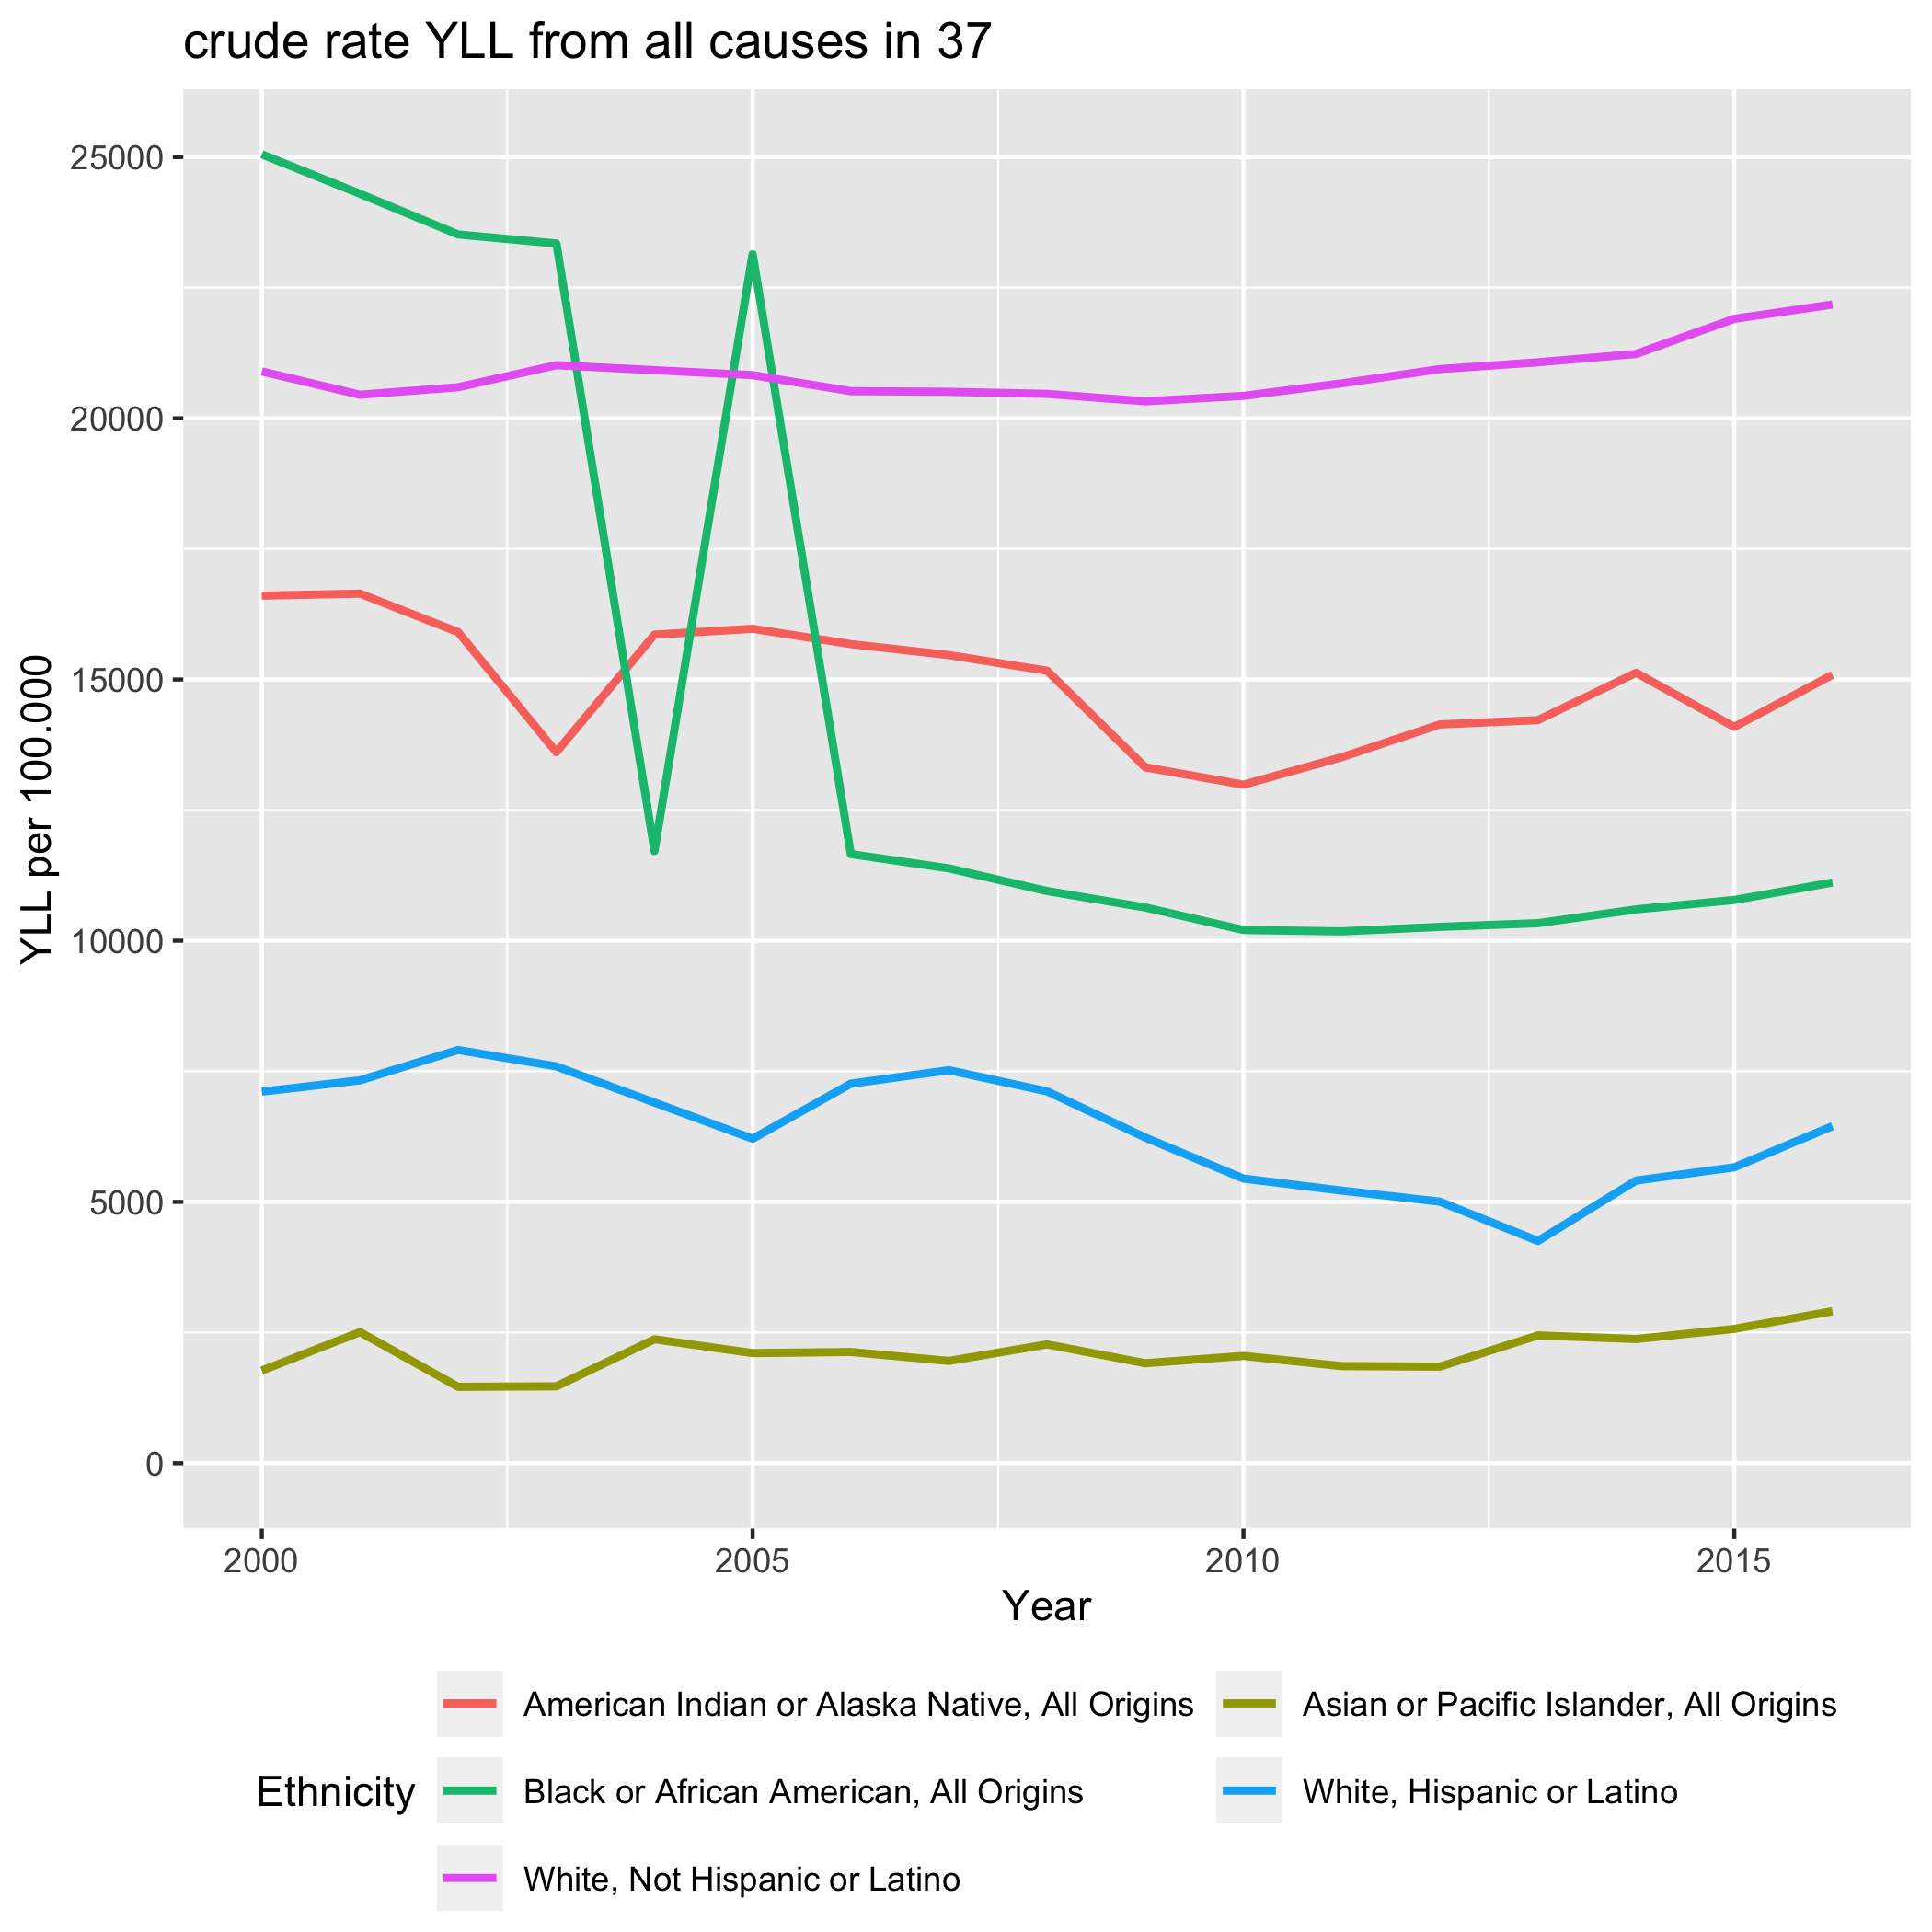 crude rate YLL from all causes in 37
YLL per 100.000
25000
20000
15000
10000
5000
0
2000 2005 2010 2015
Year
Ethnicity
American Indian or Alaska Native, All Origins
Asian or Pacific Islander, All Origins
Black or African American, All Origins
White, Hispanic or Latino
White, Not Hispanic or Latino